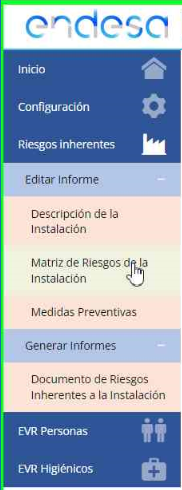 endesa
Inicio
Configuración
Riesgos inherentes
Editar Informe
Descripción de la
Instalación
Matriz de Riesgos de la
Instalación
Medidas Preventivas
Generar Informes
Documento de Riesgos
Inherentes a la Instalación
EVR Personas
EVR Higiénicos